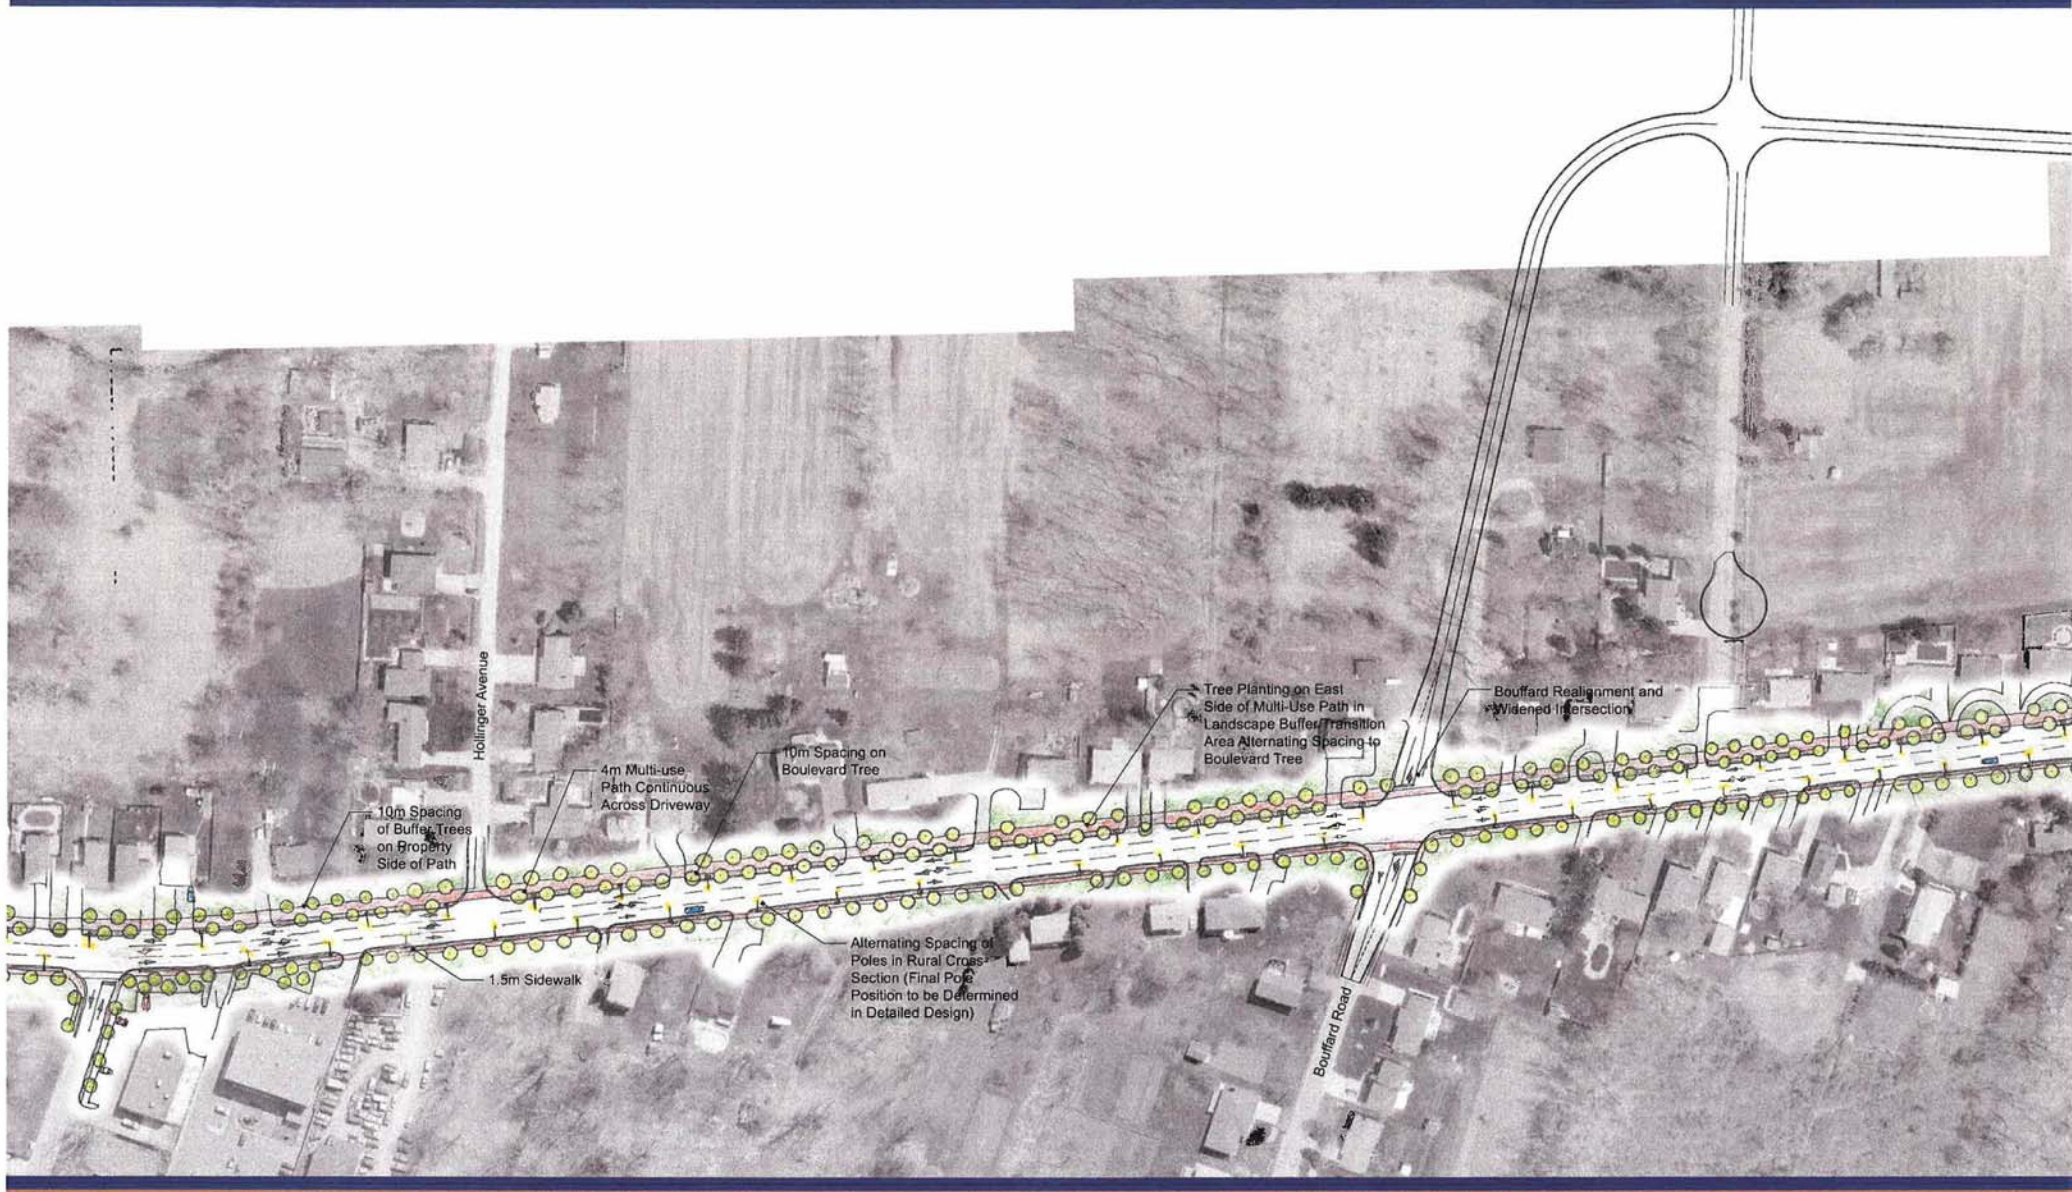 Hollinger Avenue
10m Spacing
of Buffer Trees
on Property
Side of Path
4m Multi-use
Path Continuous
Across Driveway
10m Spacing on
Boulevard Tree
Tree Planting on East
Side of Multi-Use Path in
Landscape Buffer/Transition
Area Alternating Spacing to
Boulevard Tree
Bouffard Realignment and
Widened Intersection
1.5m Sidewalk
Alternating Spacing of
Poles in Rural Cross-
Section (Final Pole
Position to be Determined
in Detailed Design)
Bouffard Road